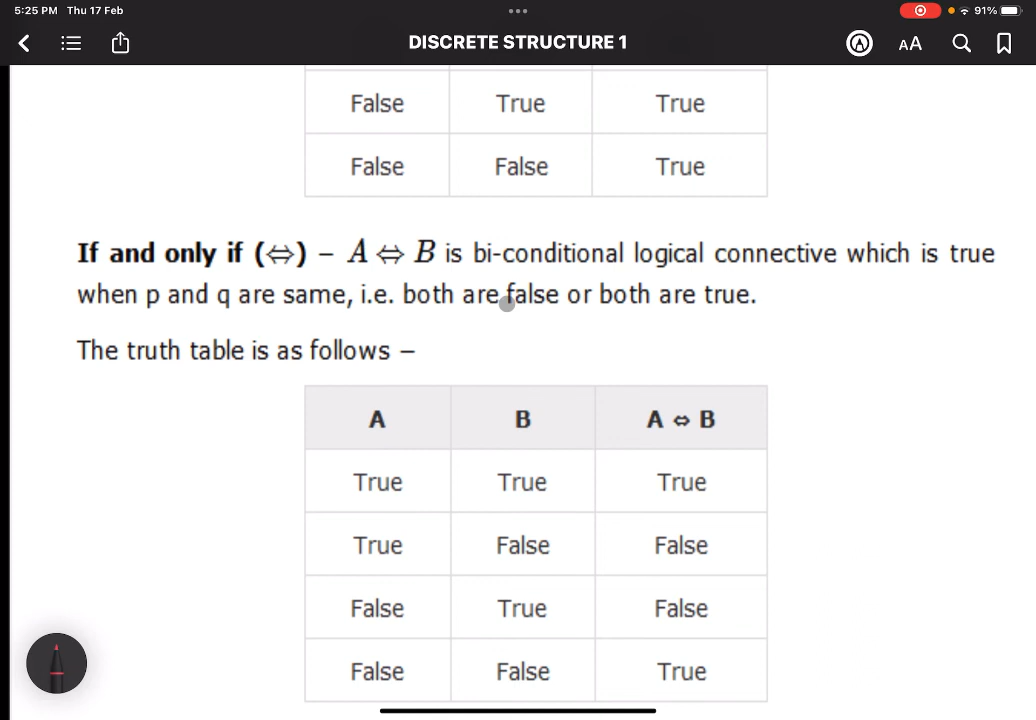 5:25 PM Thu 17 Feb
91%
DISCRETE STRUCTURE 1
AA
False True True
False False True
If and only if (⇔) – A ⇔ B is bi-conditional logical connective which is true
when p and q are same, i.e. both are false or both are true.
The truth table is as follows –
A B A ⇔ B
True True True
True False False
False True False
False False True